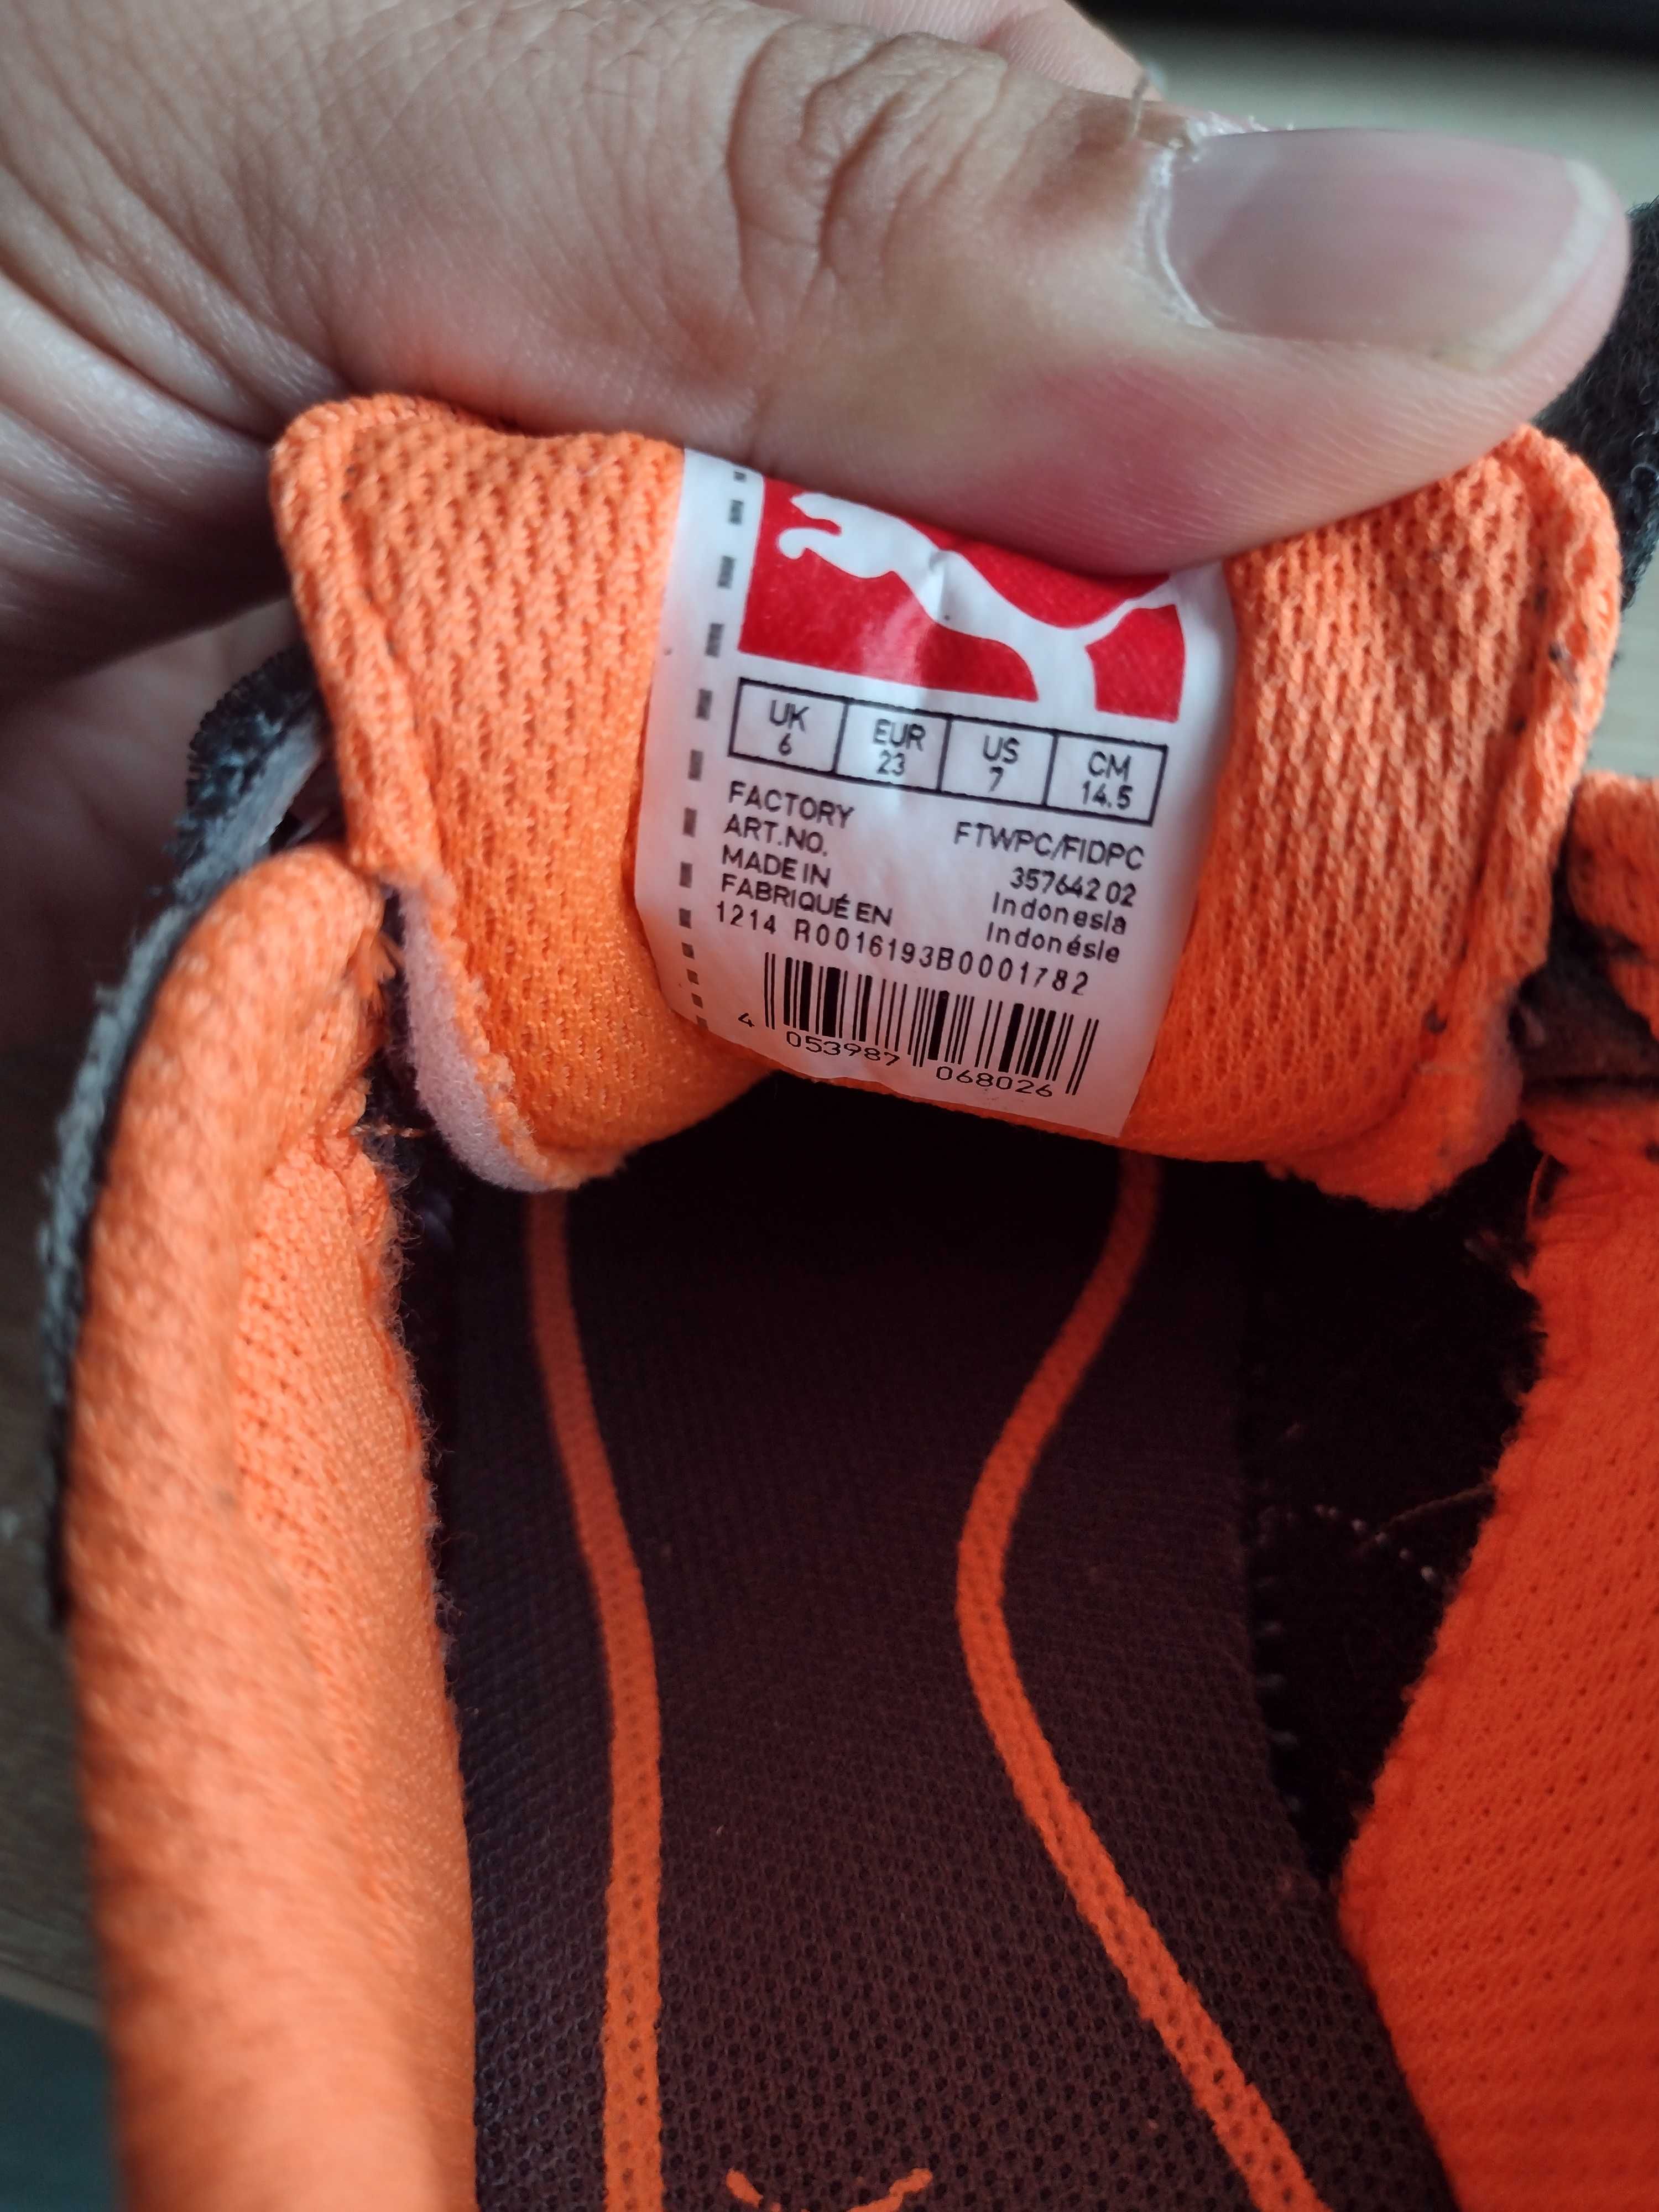 UK EUR US CM
6 23 7 14.5
FACTORY FTWPC/FIDPC
ART.NO. 357642 02
MADE IN Indonesia
FABRIQUÉ EN Indonésie
1214 R0016193B0001782
4 053987 068026